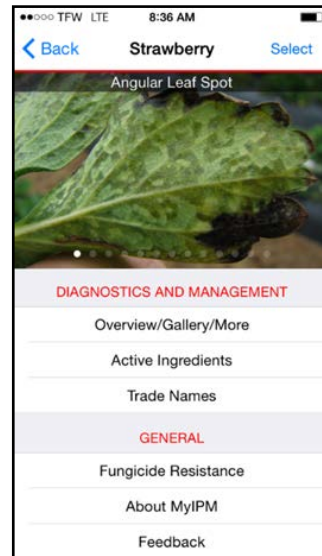 TFW LTE 8:36 AM
Back Strawberry Select
Angular Leaf Spot
DIAGNOSTICS AND MANAGEMENT
Overview/Gallery/More
Active Ingredients
Trade Names
GENERAL
Fungicide Resistance
About MyIPM
Feedback